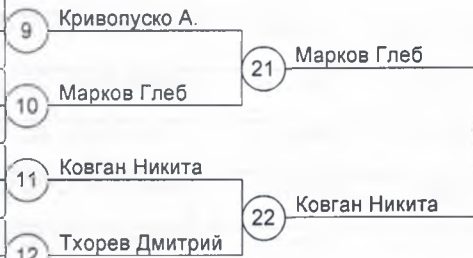 9 Кривопуско А.
21 Марков Глеб
10 Марков Глеб
11 Ковган Никита
22 Ковган Никита
12 Тхорев Дмитрий